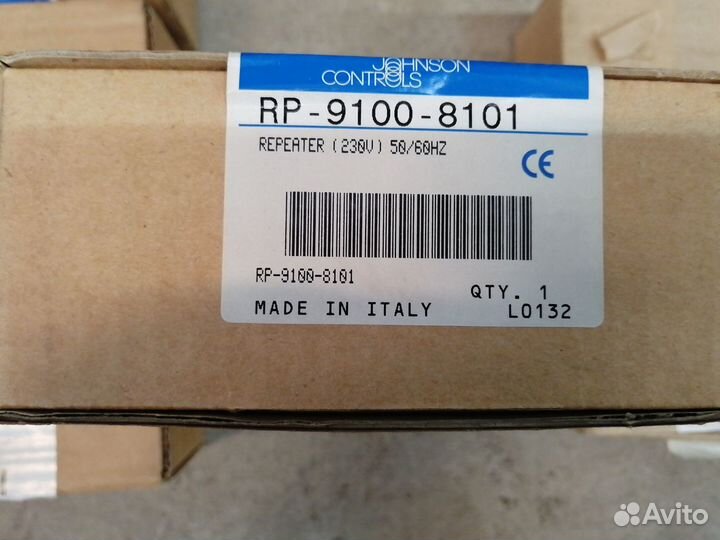 JOHNSON
CONTROLS
RP-9100-8101
REPEATER (230V) 50/60HZ
CE
RP-9100-8101
QTY. 1
MADE IN ITALY L0132
Avito